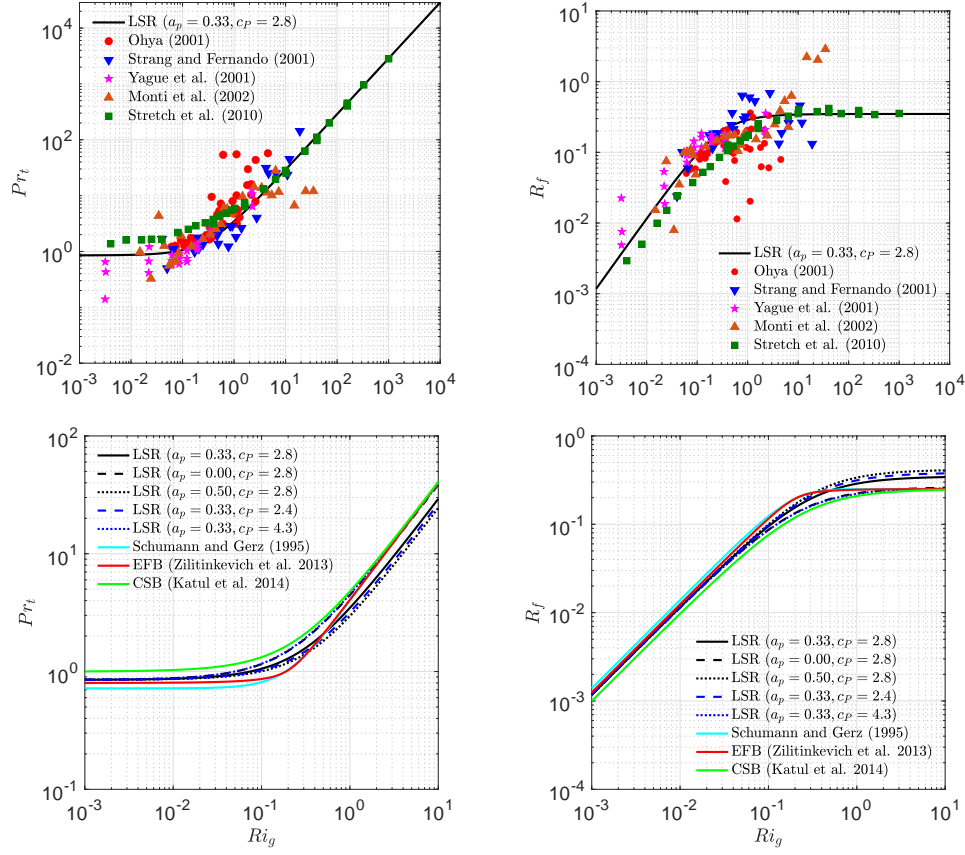 10^2
10^0
10^-2
Pr_t
LSR (a_p = 0.33, c_P = 2.8)
Ohya (2001)
Strang and Fernando (2001)
Yague et al. (2001)
Monti et al. (2002)
Stretch et al. (2010)
10^-3 10^-2 10^-1 10^0 10^1 10^2 10^3 10^4
10^1
10^0
10^-1
10^-2
10^-3
10^-4
R_f
LSR (a_p = 0.33, c_P = 2.8)
Ohya (2001)
Strang and Fernando (2001)
Yague et al. (2001)
Monti et al. (2002)
Stretch et al. (2010)
10^-3 10^-2 10^-1 10^0 10^1 10^2 10^3 10^4
10^2
10^1
10^0
10^-1
Pr_t
LSR (a_p = 0.33, c_P = 2.8)
LSR (a_p = 0.00, c_P = 2.8)
LSR (a_p = 0.50, c_P = 2.8)
LSR (a_p = 0.33, c_P = 2.4)
LSR (a_p = 0.33, c_P = 4.3)
Schumann and Gerz (1995)
EFB (Zilitinkevich et al. 2013)
CSB (Katul et al. 2014)
10^-3 10^-2 10^-1 10^0 10^1
Ri_g
10^0
10^-1
10^-2
10^-3
10^-4
R_f
LSR (a_p = 0.33, c_P = 2.8)
LSR (a_p = 0.00, c_P = 2.8)
LSR (a_p = 0.50, c_P = 2.8)
LSR (a_p = 0.33, c_P = 2.4)
LSR (a_p = 0.33, c_P = 4.3)
Schumann and Gerz (1995)
EFB (Zilitinkevich et al. 2013)
CSB (Katul et al. 2014)
10^-3 10^-2 10^-1 10^0 10^1
Ri_g